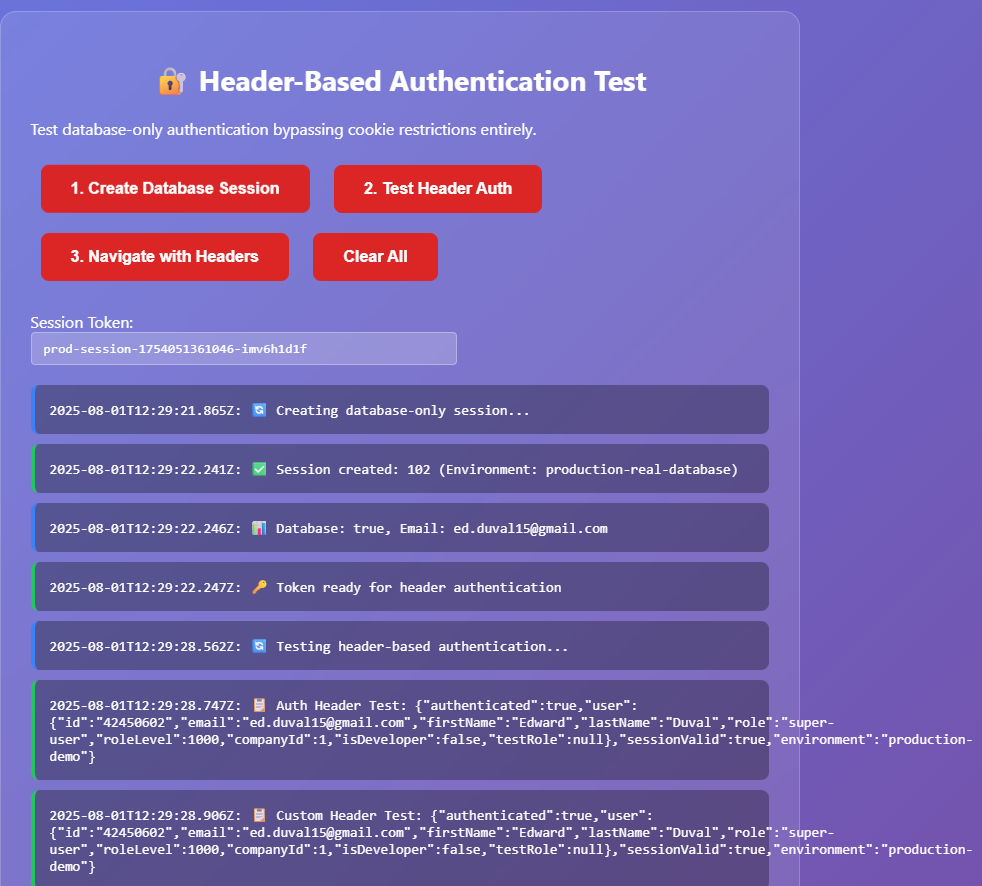 🔐 Header-Based Authentication Test
Test database-only authentication bypassing cookie restrictions entirely.
1. Create Database Session
2. Test Header Auth
3. Navigate with Headers
Clear All
Session Token:
prod-session-1754051361046-imv6h1d1f
2025-08-01T12:29:21.865Z: 🔄 Creating database-only session...
2025-08-01T12:29:22.241Z: ✅ Session created: 102 (Environment: production-real-database)
2025-08-01T12:29:22.246Z: 📊 Database: true, Email: ed.duval15@gmail.com
2025-08-01T12:29:22.247Z: 🔑 Token ready for header authentication
2025-08-01T12:29:28.562Z: 🔄 Testing header-based authentication...
2025-08-01T12:29:28.747Z: 📋 Auth Header Test: {"authenticated":true,"user":
{"id":"42450602","email":"ed.duval15@gmail.com","firstName":"Edward","lastName":"Duval","role":"super-
user","roleLevel":1000,"companyId":1,"isDeveloper":false,"testRole":null},"sessionValid":true,"environment":"production-
demo"}
2025-08-01T12:29:28.906Z: 📋 Custom Header Test: {"authenticated":true,"user":
{"id":"42450602","email":"ed.duval15@gmail.com","firstName":"Edward","lastName":"Duval","role":"super-
user","roleLevel":1000,"companyId":1,"isDeveloper":false,"testRole":null},"sessionValid":true,"environment":"production-
demo"}